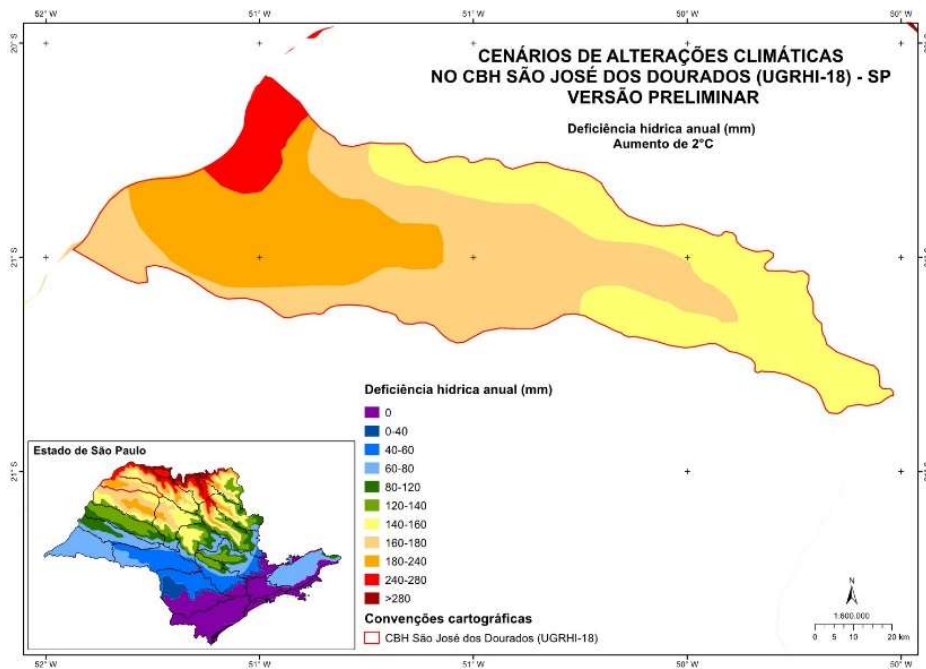 52° W
51° W
51° W
50° W
50° W
20° S
20° S
CENÁRIOS DE ALTERAÇÕES CLIMÁTICAS
NO CBH SÃO JOSÉ DOS DOURADOS (UGRHI-18) - SP
VERSÃO PRELIMINAR
Deficiência hídrica anual (mm)
Aumento de 2°C
21° S
Deficiência hídrica anual (mm)
0
0-40
40-60
60-80
80-120
120-140
140-160
160-180
180-240
240-280
>280
Convenções cartográficas
CBH São José dos Dourados (UGRHI-18)
Estado de São Paulo
21° S
21° S
N
1:600.000
0 5 10 20 km
52° W
51° W
51° W
50° W
50° W